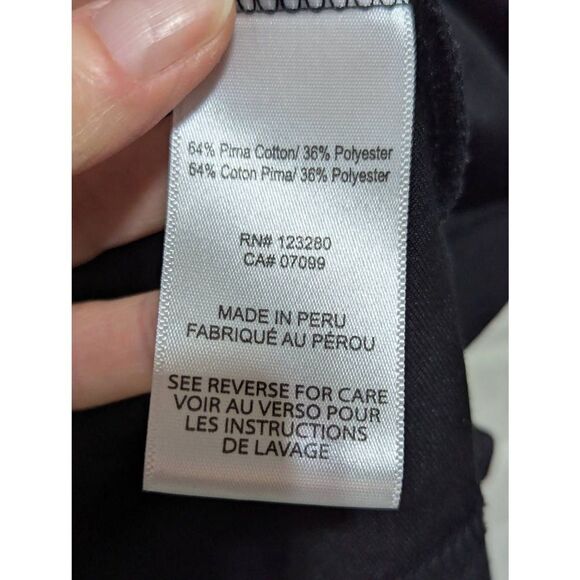 64% Pima Cotton/ 36% Polyester
64% Coton Pima/ 36% Polyester
RN# 123280
CA# 07099
MADE IN PERU
FABRIQUÉ AU PÉROU
SEE REVERSE FOR CARE
VOIR AU VERSO POUR
LES INSTRUCTIONS
DE LAVAGE